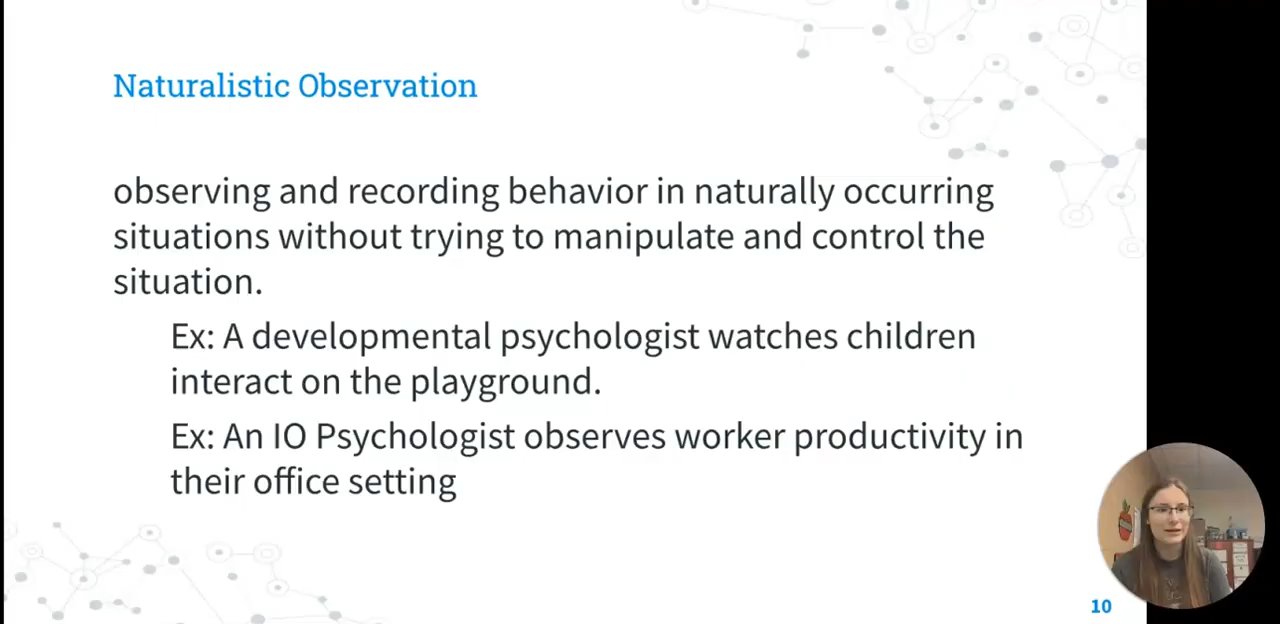 Naturalistic Observation
observing and recording behavior in naturally occurring
situations without trying to manipulate and control the
situation.
Ex: A developmental psychologist watches children
interact on the playground.
Ex: An IO Psychologist observes worker productivity in
their office setting
10